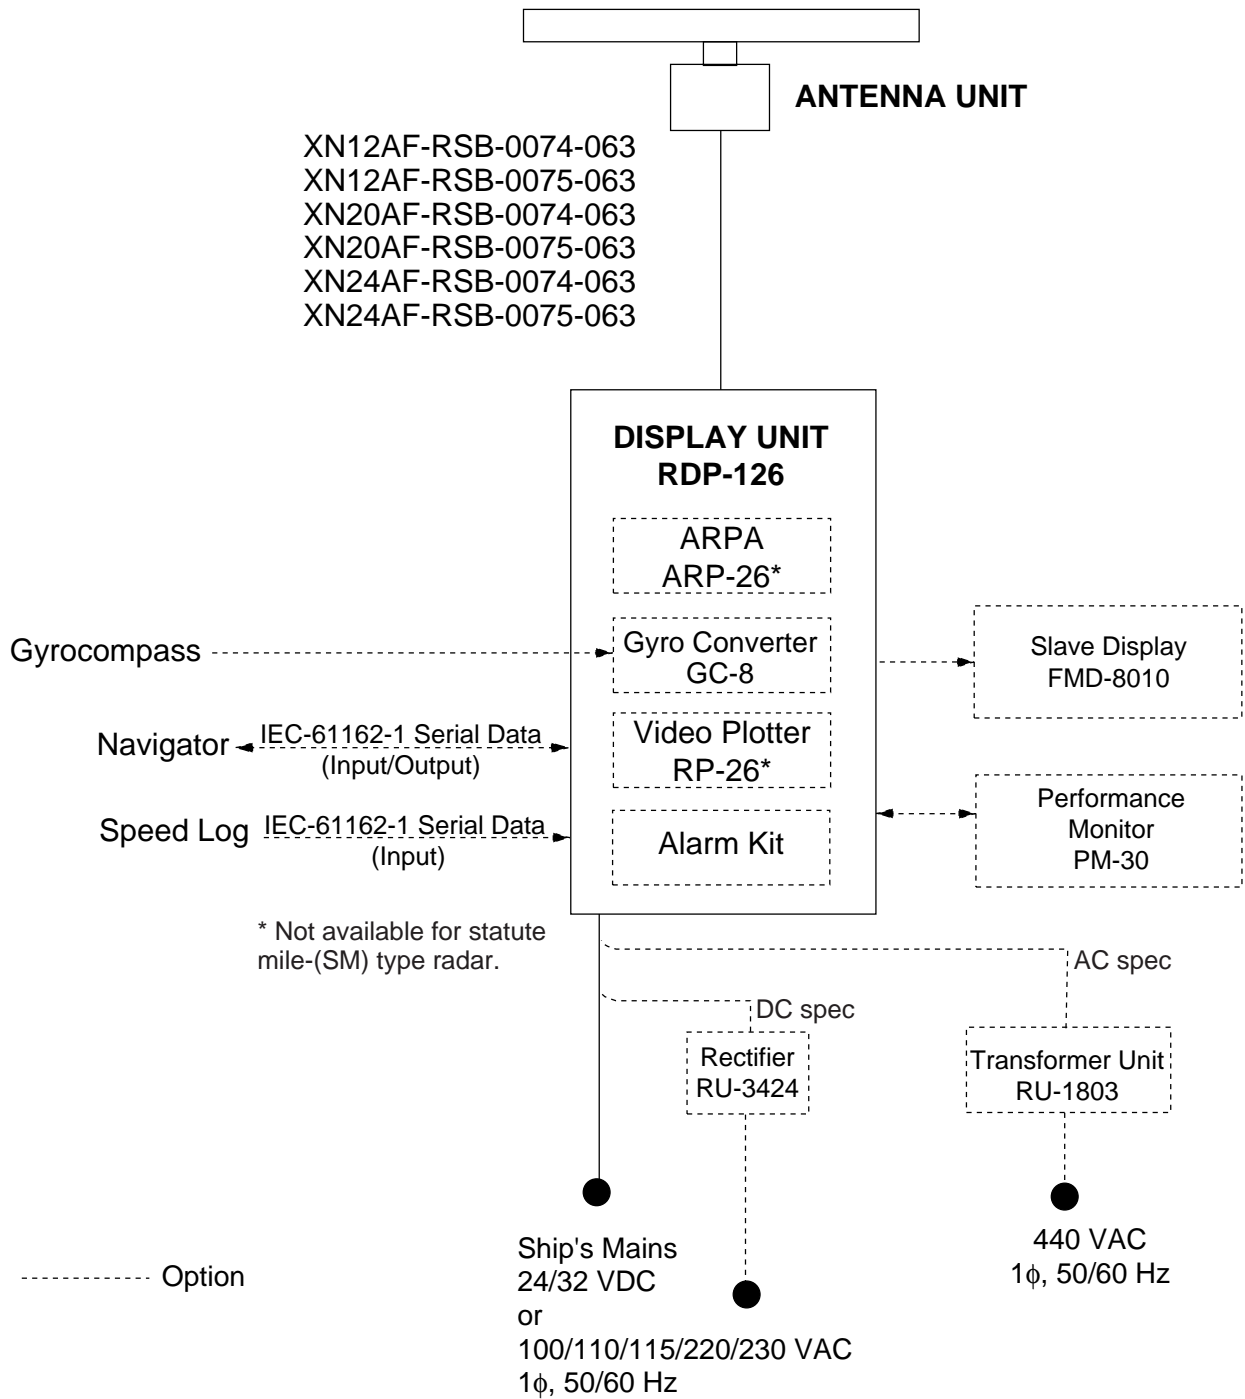 ANTENNA UNIT
XN12AF-RSB-0074-063
XN12AF-RSB-0075-063
XN20AF-RSB-0074-063
XN20AF-RSB-0075-063
XN24AF-RSB-0074-063
XN24AF-RSB-0075-063
DISPLAY UNIT
RDP-126
ARPA
ARP-26*
Gyrocompass
Gyro Converter
GC-8
Slave Display
FMD-8010
Navigator
IEC-61162-1 Serial Data
(Input/Output)
Video Plotter
RP-26*
Speed Log
IEC-61162-1 Serial Data
(Input)
Alarm Kit
Performance
Monitor
PM-30
* Not available for statute
mile-(SM) type radar.
AC spec
DC spec
Rectifier
RU-3424
Transformer Unit
RU-1803
Ship's Mains
24/32 VDC
or
100/110/115/220/230 VAC
1ϕ, 50/60 Hz
440 VAC
1ϕ, 50/60 Hz
Option